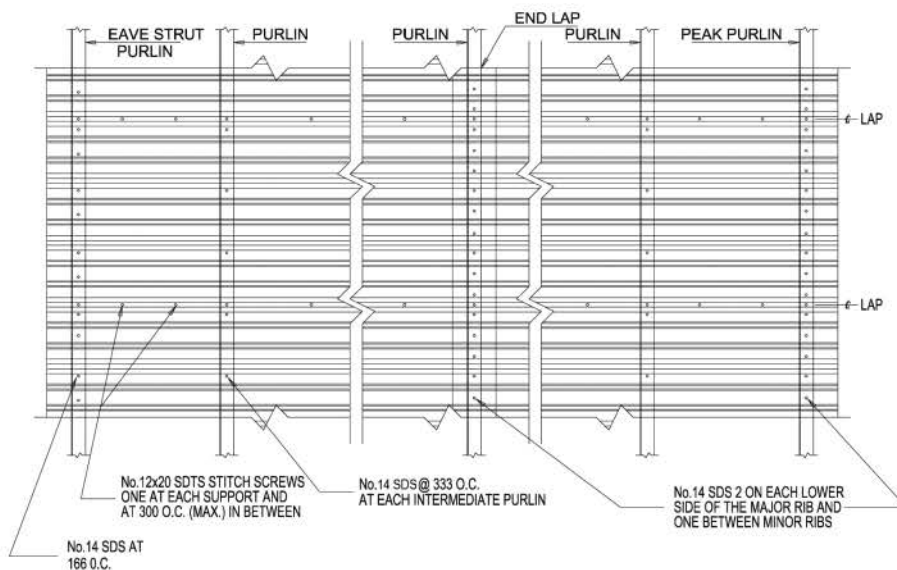 END LAP
EAVE STRUT
PURLIN
PURLIN
PURLIN
PURLIN
PEAK PURLIN
℄ LAP
℄ LAP
No.12x20 SDTS STITCH SCREWS
ONE AT EACH SUPPORT AND
AT 300 O.C. (MAX.) IN BETWEEN
No.14 SDS@ 333 O.C.
AT EACH INTERMEDIATE PURLIN
No.14 SDS 2 ON EACH LOWER
SIDE OF THE MAJOR RIB AND
ONE BETWEEN MINOR RIBS
No.14 SDS AT
166 O.C.